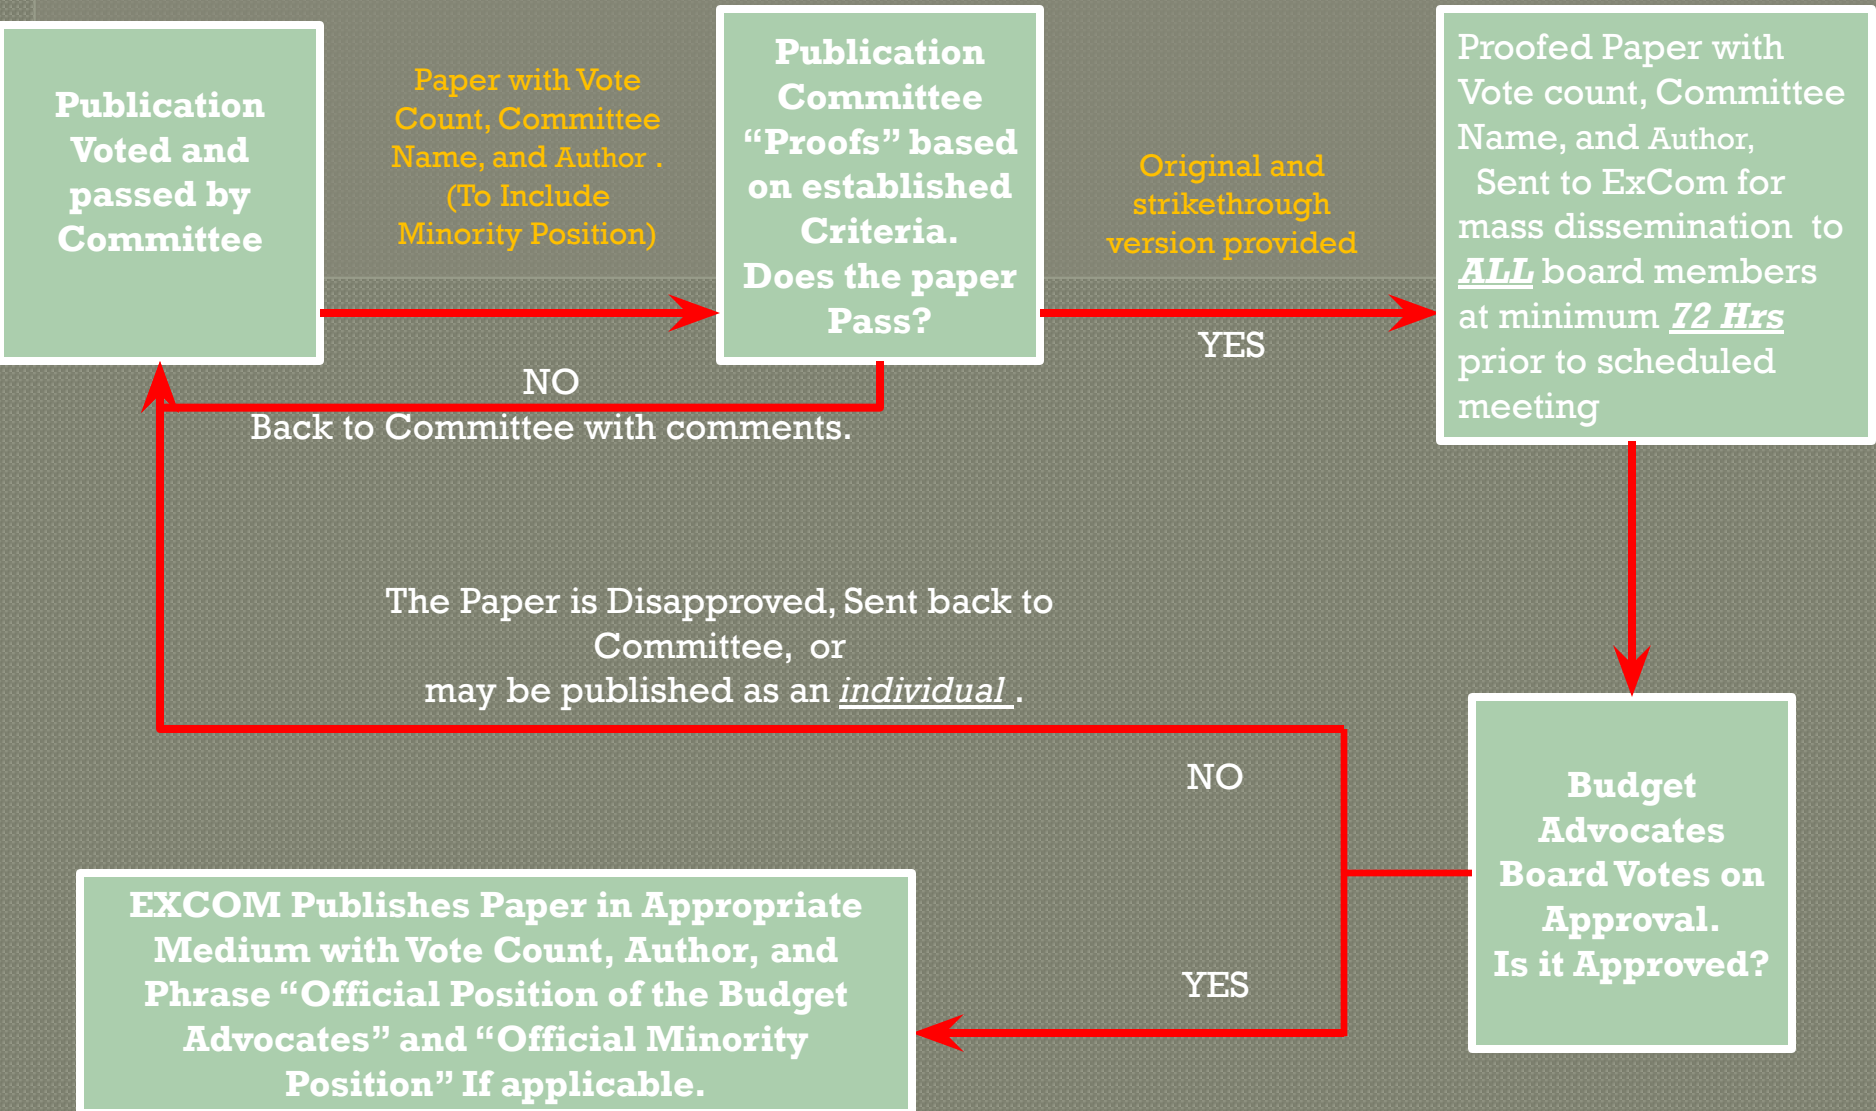 Publication
Voted and
passed by
Committee
Paper with Vote
Count, Committee
Name, and Author .
(To Include
Minority Position)
Publication
Committee
“Proofs” based
on established
Criteria.
Does the paper
Pass?
Original and
strikethrough
version provided
YES
Proofed Paper with
Vote count, Committee
Name, and Author,
Sent to ExCom for
mass dissemination to
ALL board members
at minimum 72 Hrs
prior to scheduled
meeting
NO
Back to Committee with comments.
The Paper is Disapproved, Sent back to
Committee, or
may be published as an individual .
NO
Budget
Advocates
Board Votes on
Approval.
Is it Approved?
YES
EXCOM Publishes Paper in Appropriate
Medium with Vote Count, Author, and
Phrase “Official Position of the Budget
Advocates” and “Official Minority
Position” If applicable.